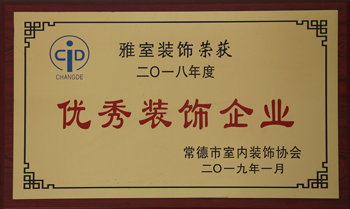 CID
CHANGDE
雅室装饰荣获
二〇一八年度
优秀装饰企业
常德市室内装饰协会
二〇一九年一月